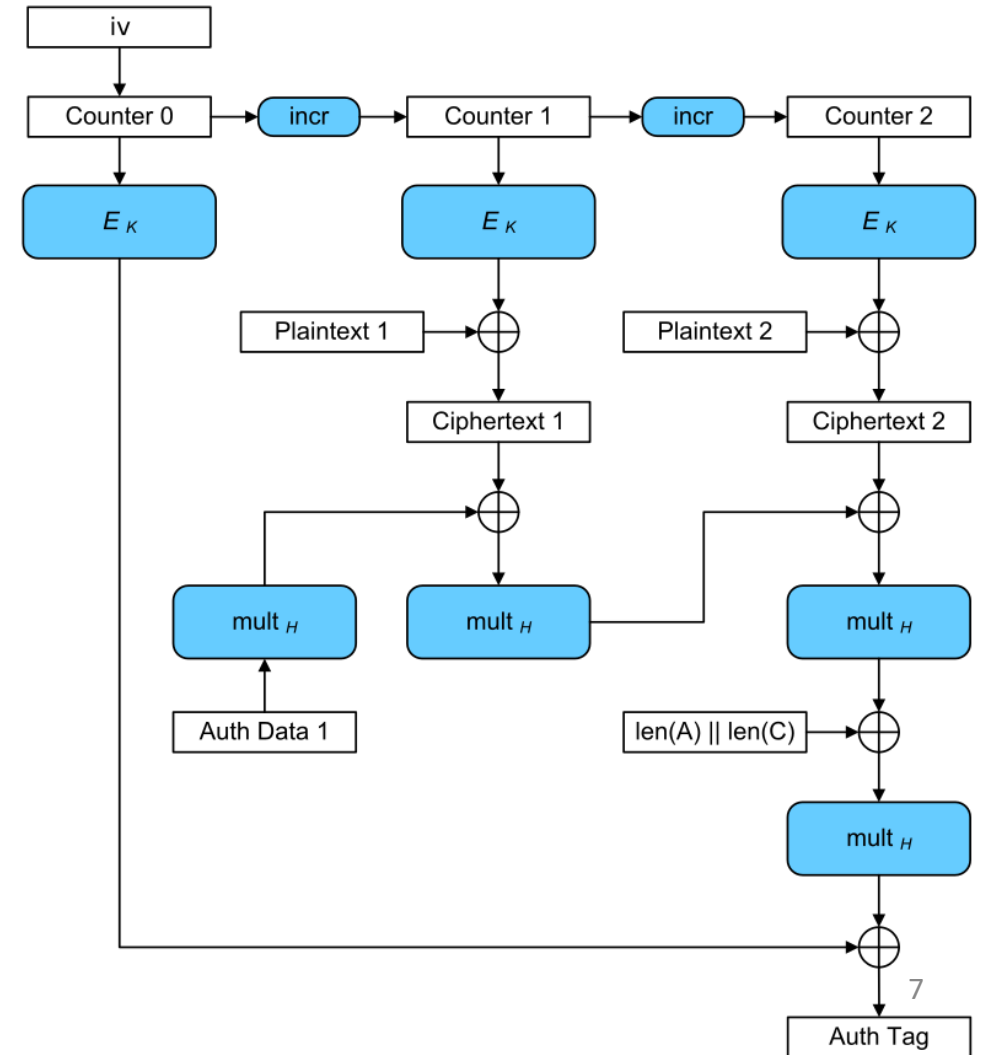 iv
Counter 0
incr
Counter 1
incr
Counter 2
E K
E K
E K
Plaintext 1
Plaintext 2
Ciphertext 1
Ciphertext 2
mult H
mult H
mult H
Auth Data 1
len(A) || len(C)
mult H
7
Auth Tag